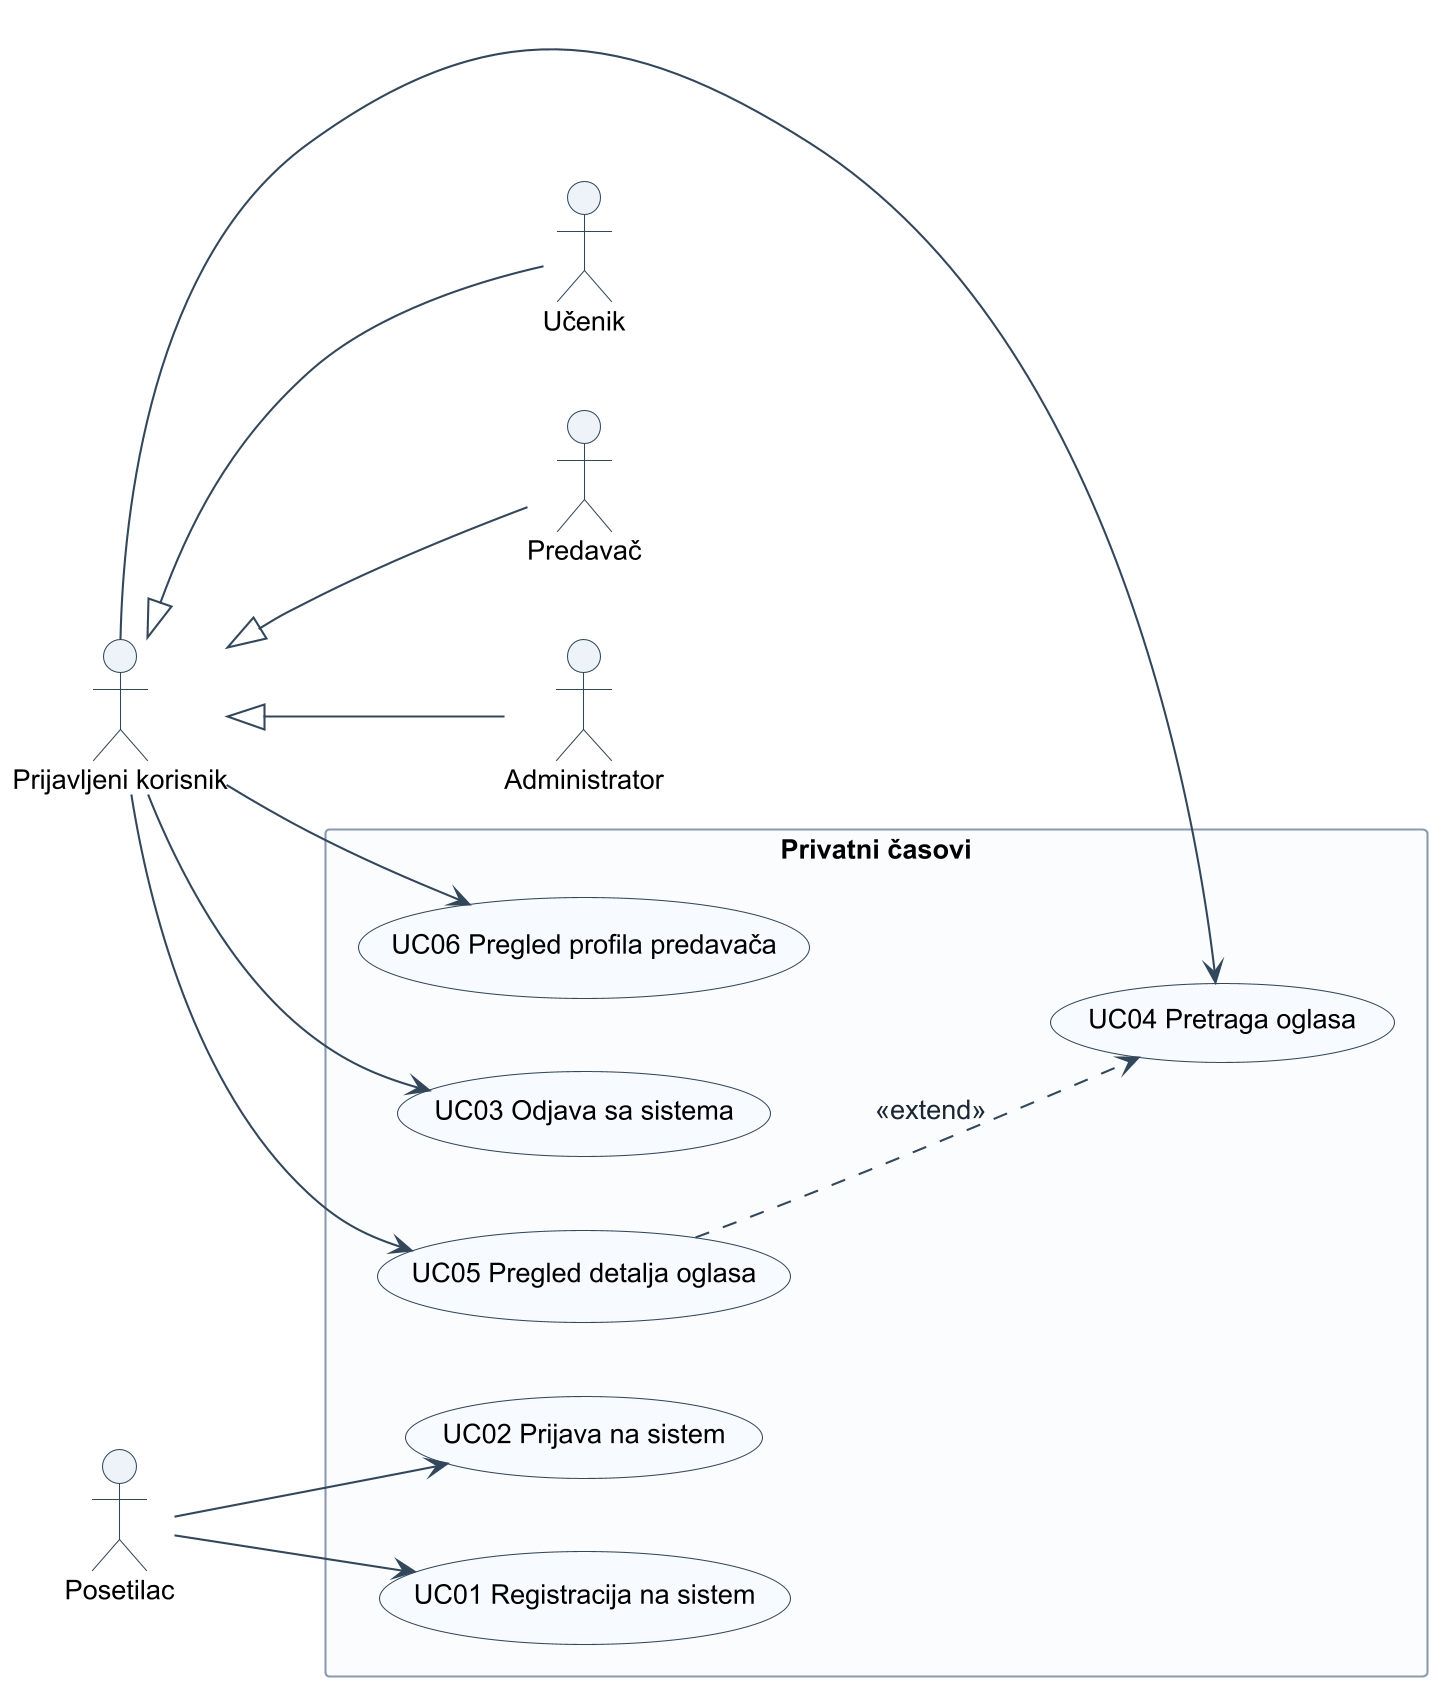 Učenik
Predavač
Prijavljeni korisnik
Administrator
Privatni časovi
UC06 Pregled profila predavača
UC04 Pretraga oglasa
UC03 Odjava sa sistema
«extend»
UC05 Pregled detalja oglasa
UC02 Prijava na sistem
Posetilac
UC01 Registracija na sistem